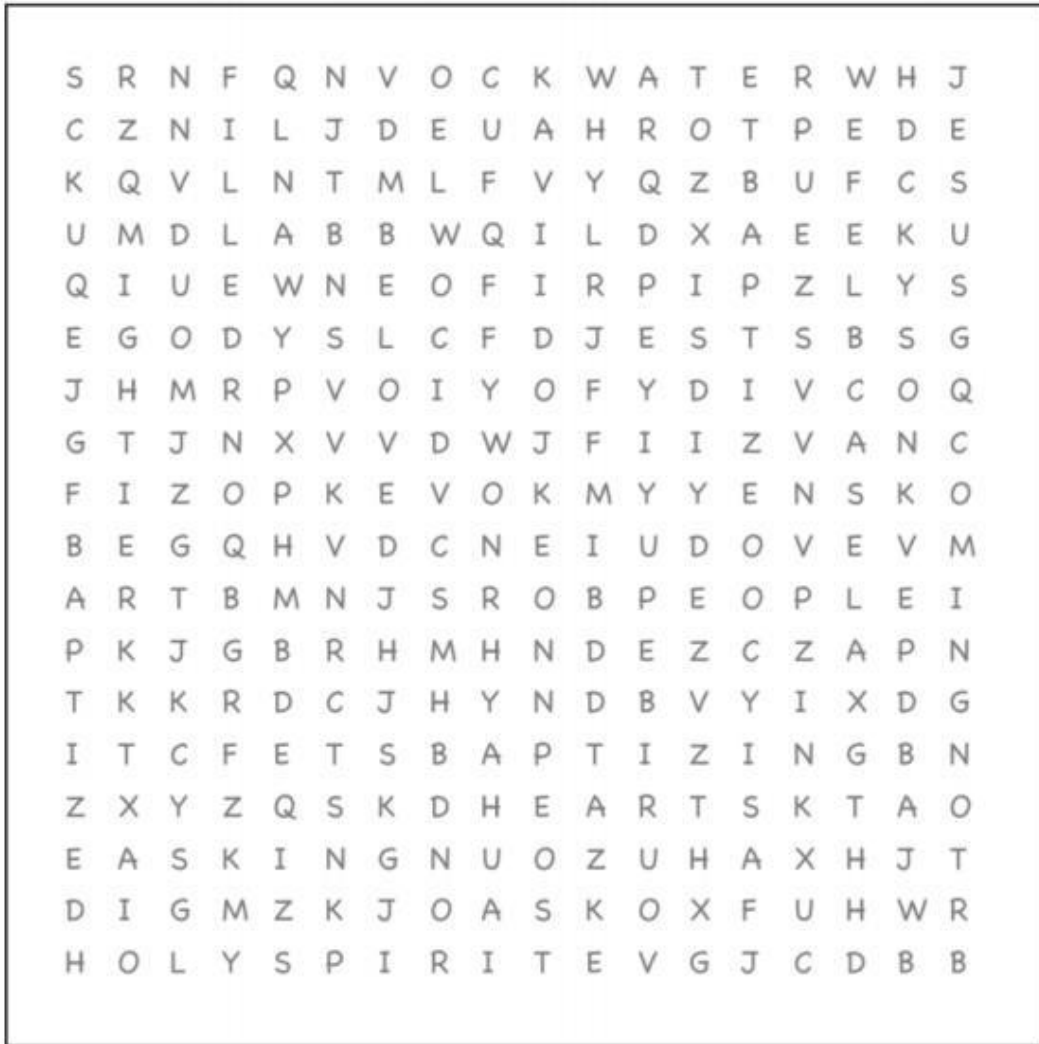 S R N F Q N V O C K W A T E R W H J
C Z N I L J D E U A H R O T P E D E
K Q V L N T M L F V Y Q Z B U F C S
U M D L A B B W Q I L D X A E E K U
Q I U E W N E O F I R P I P Z L Y S
E G O D Y S L C F D J E S T S B S G
J H M R P V O I Y O F Y D I V C O Q
G T J N X V V D W J F I I Z V A N C
F I Z O P K E V O K M Y Y E N S K O
B E G Q H V D C N E I U D O V E V M
A R T B M N J S R O B P E O P L E I
P K J G B R H M H N D E Z C Z A P N
T K K R D C J H Y N D B V Y I X D G
I T C F E T S B A P T I Z I N G B N
Z X Y Z Q S K D H E A R T S K T A O
E A S K I N G N U O Z U H A X H J T
D I G M Z K J O A S K O X F U H W R
H O L Y S P I R I T E V G J C D B B